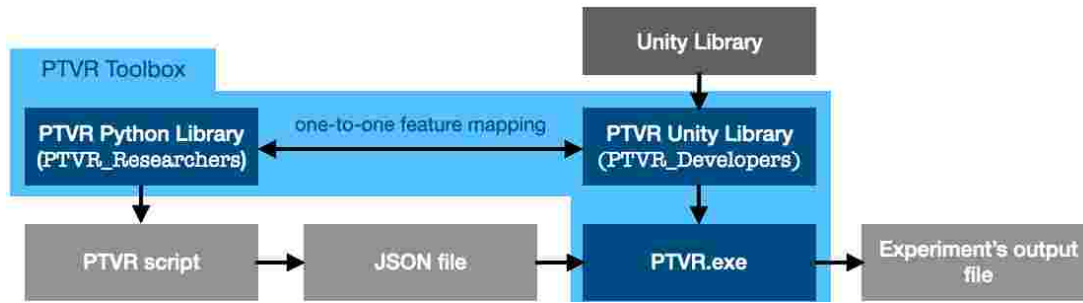 Unity Library
PTVR Toolbox
PTVR Python Library
(PTVR_Researchers)
one-to-one feature mapping
PTVR Unity Library
(PTVR_Developers)
PTVR script
JSON file
PTVR.exe
Experiment's output
file